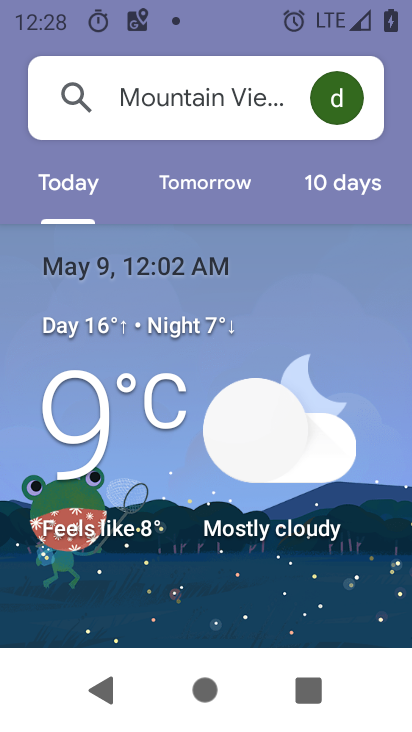 12:28 LTE
Mountain Vie... d
Today Tomorrow 10 days
May 9, 12:02 AM
Day 16°↑ • Night 7°↓
9°C
Feels like 8° Mostly cloudy